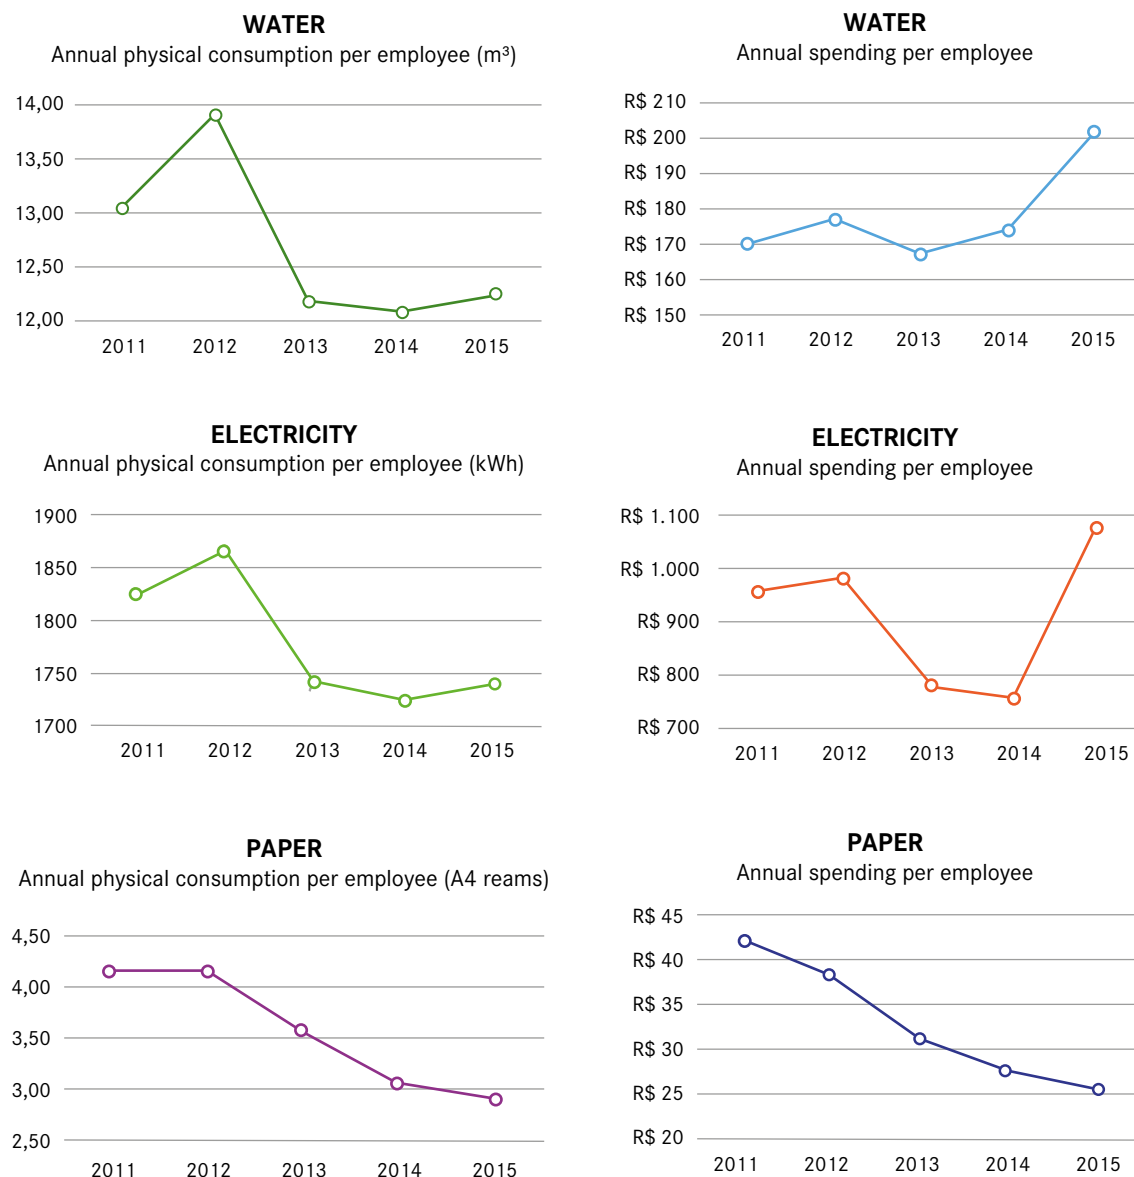 WATER
Annual physical consumption per employee (m³)
14,00
13,50
13,00
12,50
12,00
2011 2012 2013 2014 2015
WATER
Annual spending per employee
R$ 210
R$ 200
R$ 190
R$ 180
R$ 170
R$ 160
R$ 150
2011 2012 2013 2014 2015
ELECTRICITY
Annual physical consumption per employee (kWh)
1900
1850
1800
1750
1700
2011 2012 2013 2014 2015
ELECTRICITY
Annual spending per employee
R$ 1.100
R$ 1.000
R$ 900
R$ 800
R$ 700
2011 2012 2013 2014 2015
PAPER
Annual physical consumption per employee (A4 reams)
4,50
4,00
3,50
3,00
2,50
2011 2012 2013 2014 2015
PAPER
Annual spending per employee
R$ 45
R$ 40
R$ 35
R$ 30
R$ 25
R$ 20
2011 2012 2013 2014 2015